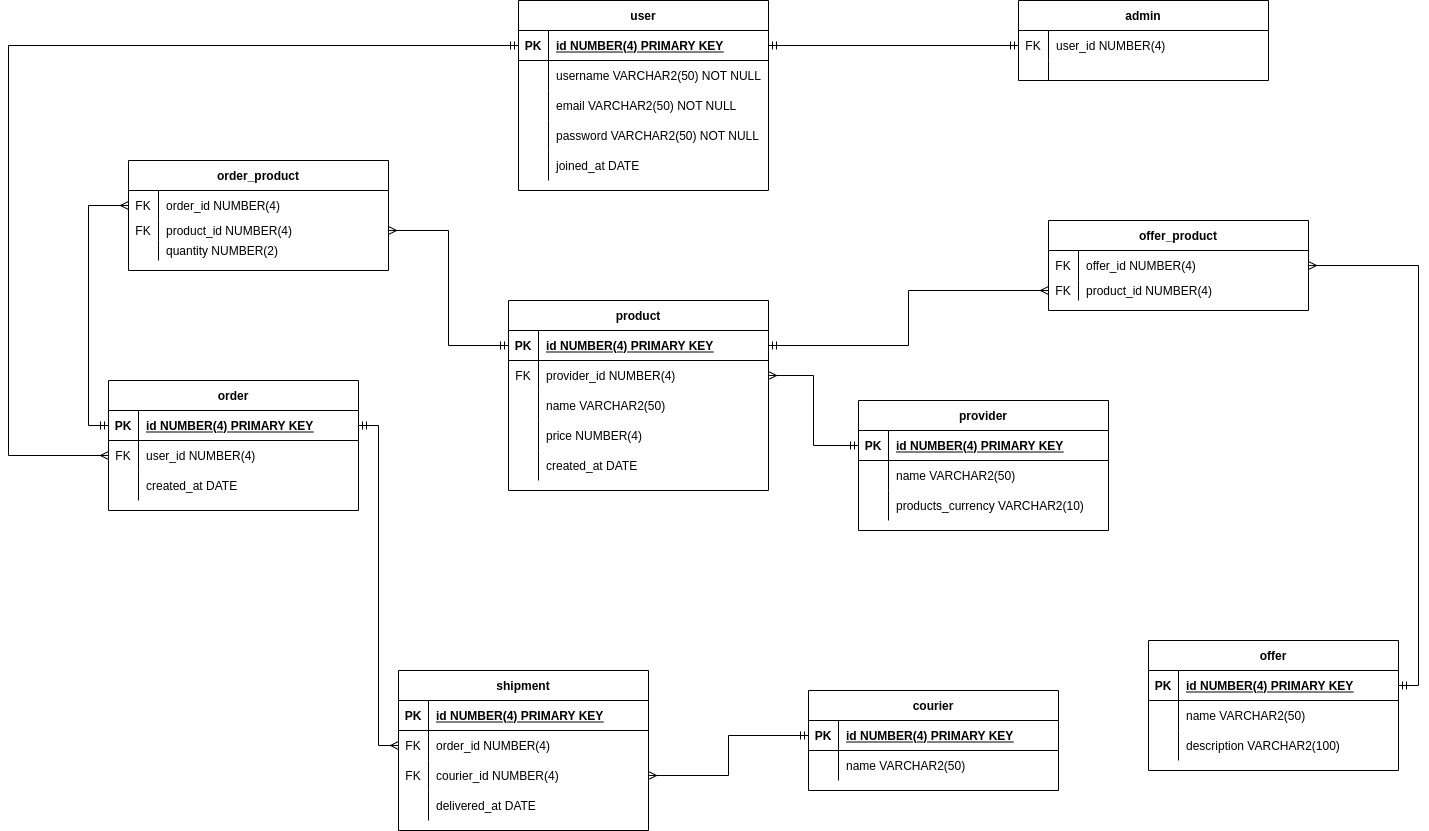 user
PK id NUMBER(4) PRIMARY KEY
username VARCHAR2(50) NOT NULL
email VARCHAR2(50) NOT NULL
password VARCHAR2(50) NOT NULL
joined_at DATE
admin
FK user_id NUMBER(4)
order_product
FK order_id NUMBER(4)
FK product_id NUMBER(4)
quantity NUMBER(2)
offer_product
FK offer_id NUMBER(4)
FK product_id NUMBER(4)
product
PK id NUMBER(4) PRIMARY KEY
FK provider_id NUMBER(4)
name VARCHAR2(50)
price NUMBER(4)
created_at DATE
order
PK id NUMBER(4) PRIMARY KEY
FK user_id NUMBER(4)
created_at DATE
provider
PK id NUMBER(4) PRIMARY KEY
name VARCHAR2(50)
products_currency VARCHAR2(10)
offer
PK id NUMBER(4) PRIMARY KEY
name VARCHAR2(50)
description VARCHAR2(100)
shipment
PK id NUMBER(4) PRIMARY KEY
FK order_id NUMBER(4)
FK courier_id NUMBER(4)
delivered_at DATE
courier
PK id NUMBER(4) PRIMARY KEY
name VARCHAR2(50)